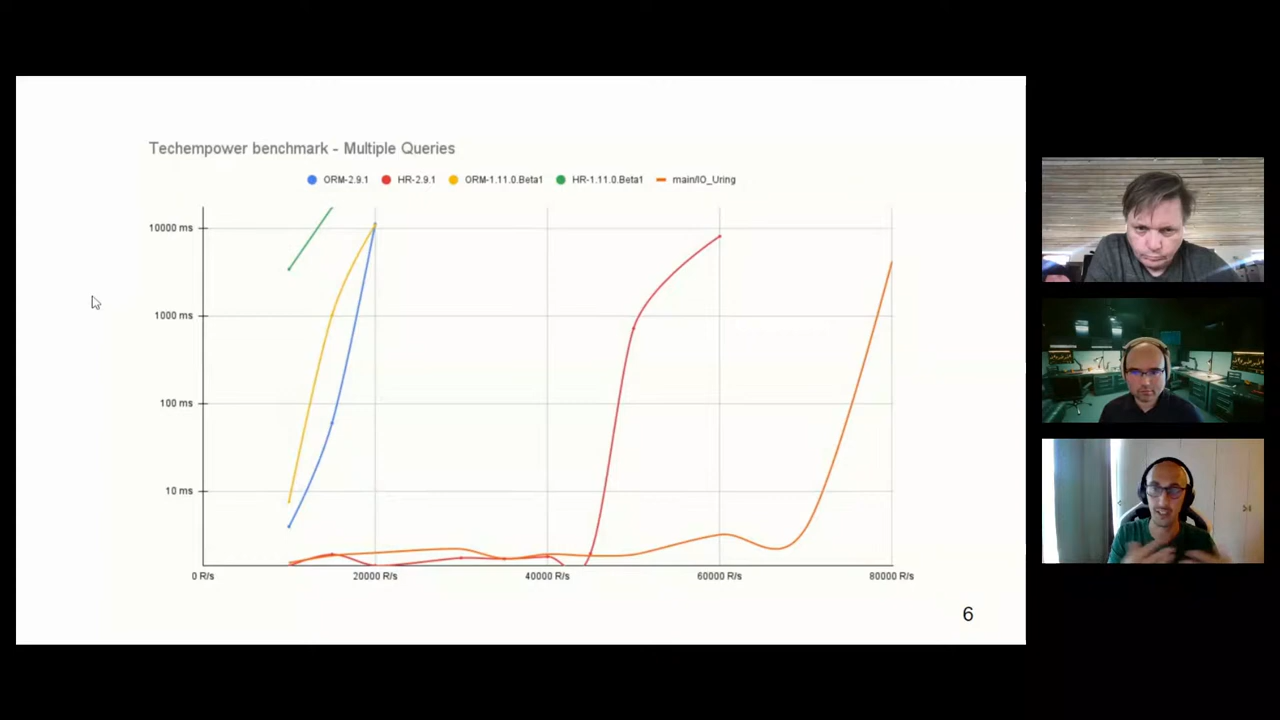 Techempower benchmark - Multiple Queries
ORM-2.9.1 HR-2.9.1 ORM-1.11.0.Beta1 HR-1.11.0.Beta1 main/IO_Uring
10000 ms
1000 ms
100 ms
10 ms
0 R/s 20000 R/s 40000 R/s 60000 R/s 80000 R/s
6